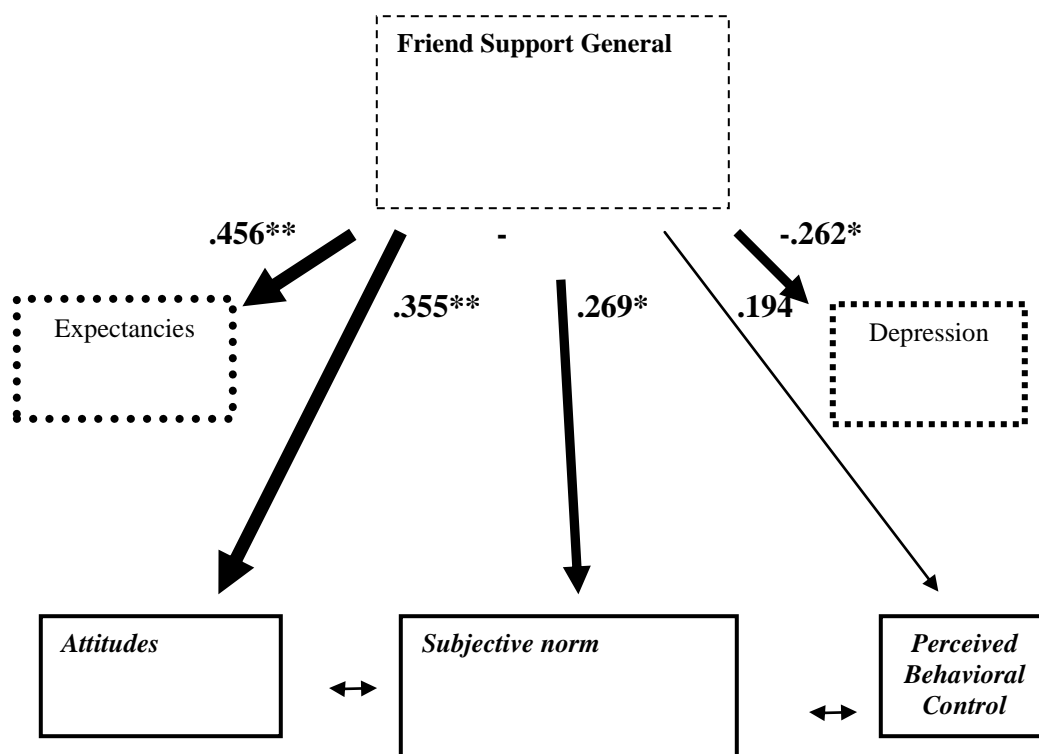 Friend Support General
.456**
-
-.262*
.355**
.269*
.194
Expectancies
Depression
Attitudes
Subjective norm
Perceived
Behavioral
Control